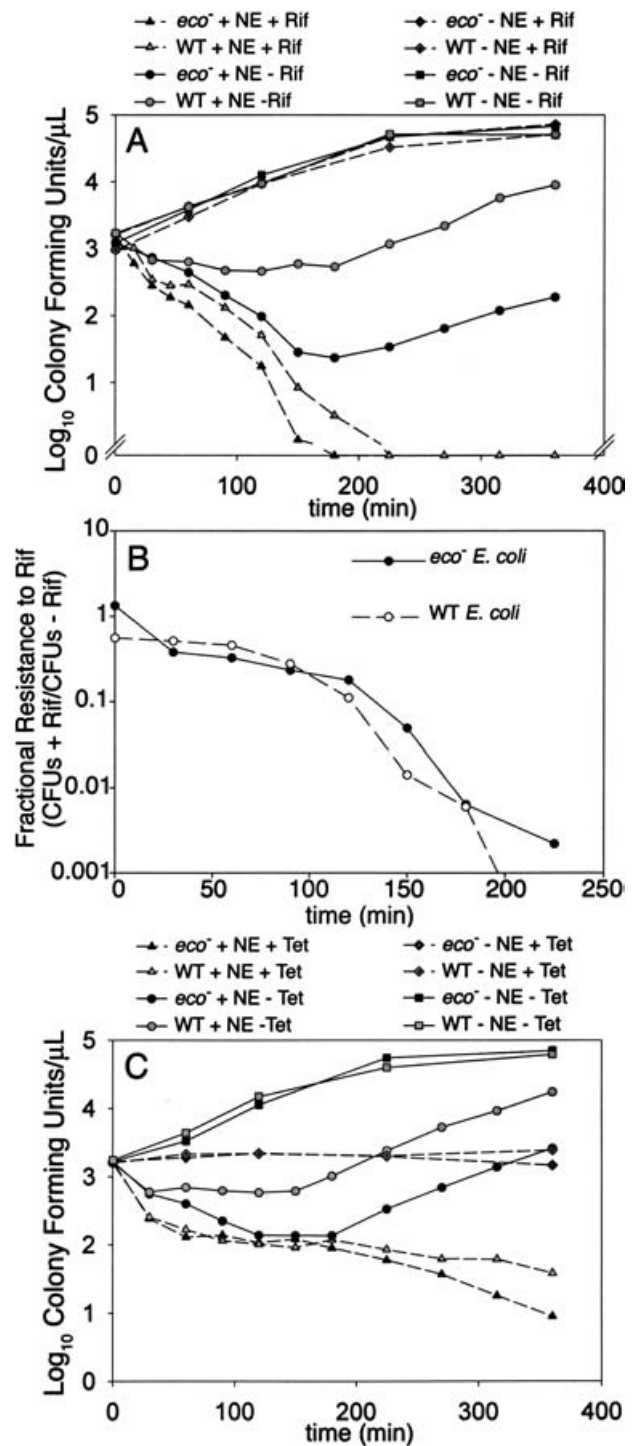 eco⁻ + NE + Rif
WT + NE + Rif
eco⁻ + NE - Rif
WT + NE -Rif
eco⁻ - NE + Rif
WT - NE + Rif
eco⁻ - NE - Rif
WT - NE - Rif
A
5
4
3
2
1
0
Log₁₀ Colony Forming Units/µL
0 100 200 300 400
time (min)
B
eco⁻ E. coli
WT E. coli
10
1
0.1
0.01
0.001
Fractional Resistance to Rif
(CFUs + Rif/CFUs - Rif)
0 50 100 150 200 250
time (min)
eco⁻ + NE + Tet
WT + NE + Tet
eco⁻ + NE - Tet
WT + NE -Tet
eco⁻ - NE + Tet
WT - NE + Tet
eco⁻ - NE - Tet
WT - NE - Tet
C
5
4
3
2
1
0
Log₁₀ Colony Forming Units/µL
0 100 200 300 400
time (min)